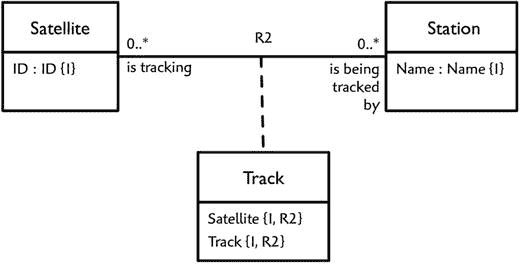 Satellite
ID : ID {I}
0..*
is tracking
R2
0..*
is being
tracked
by
Station
Name : Name {I}
Track
Satellite {I, R2}
Track {I, R2}